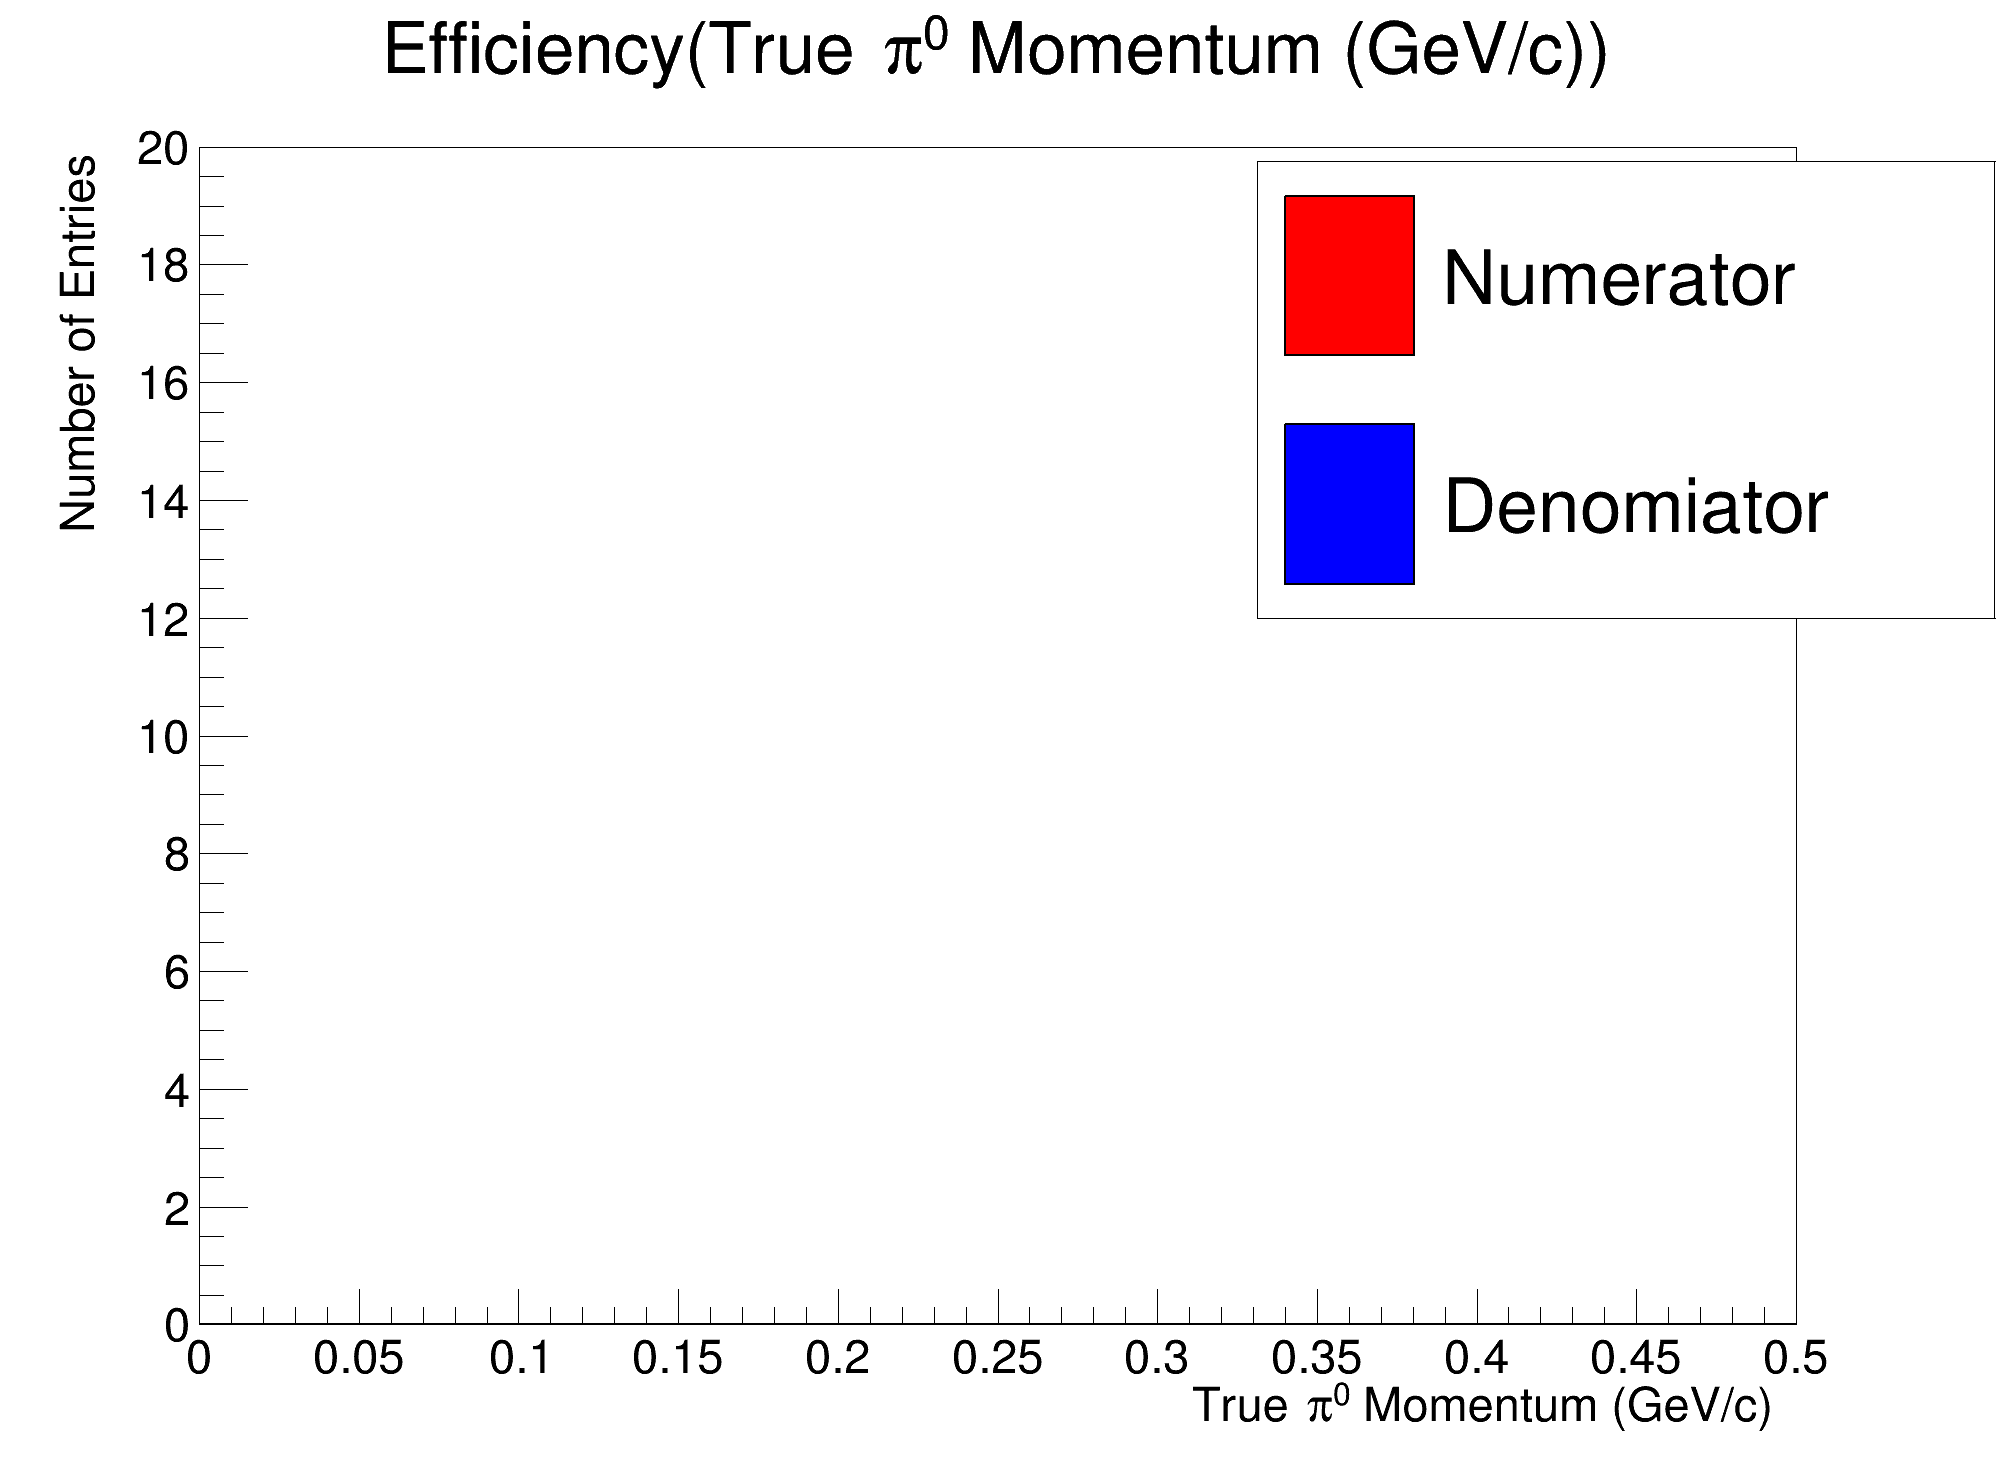 Efficiency(True π⁰ Momentum (GeV/c))
Number of Entries
20
18
16
14
12
10
8
6
4
2
0
Numerator
Denomiator
0 0.05 0.1 0.15 0.2 0.25 0.3 0.35 0.4 0.45 0.5
True π⁰ Momentum (GeV/c)